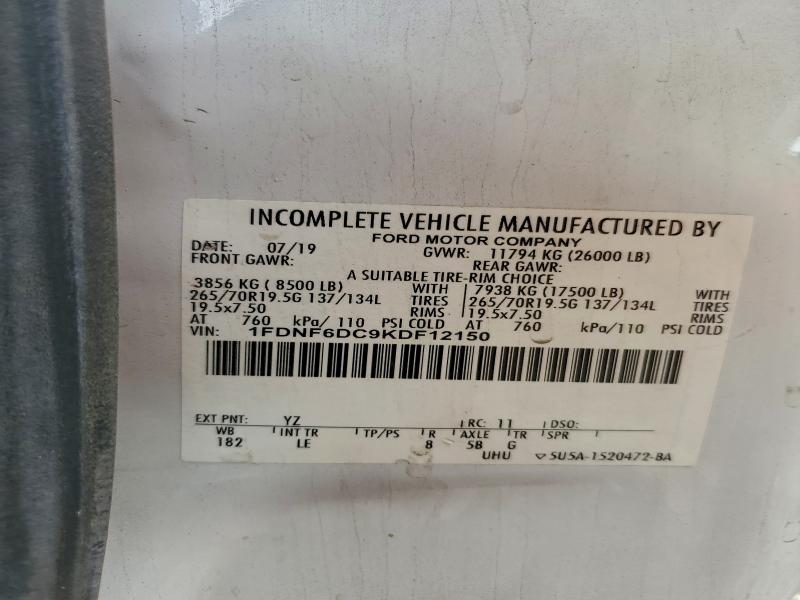 INCOMPLETE VEHICLE MANUFACTURED BY
FORD MOTOR COMPANY
DATE: 07/19 GVWR: 11794 KG (26000 LB)
FRONT GAWR: REAR GAWR:
A SUITABLE TIRE-RIM CHOICE
3856 KG ( 8500 LB) WITH 7938 KG (17500 LB) WITH
265/70R19.5G 137/134L TIRES 265/70R19.5G 137/134L TIRES
19.5x7.50 RIMS 19.5x7.50 RIMS
AT 760 kPa/ 110 PSI COLD AT 760 kPa/110 PSI COLD
VIN: 1FDNF6DC9KDF12150
EXT PNT: YZ RC: 11 DSO:
WB INT TR TP/PS R AXLE TR SPR
182 LE 8 5B G
UHU 5U5A-1520472-BA